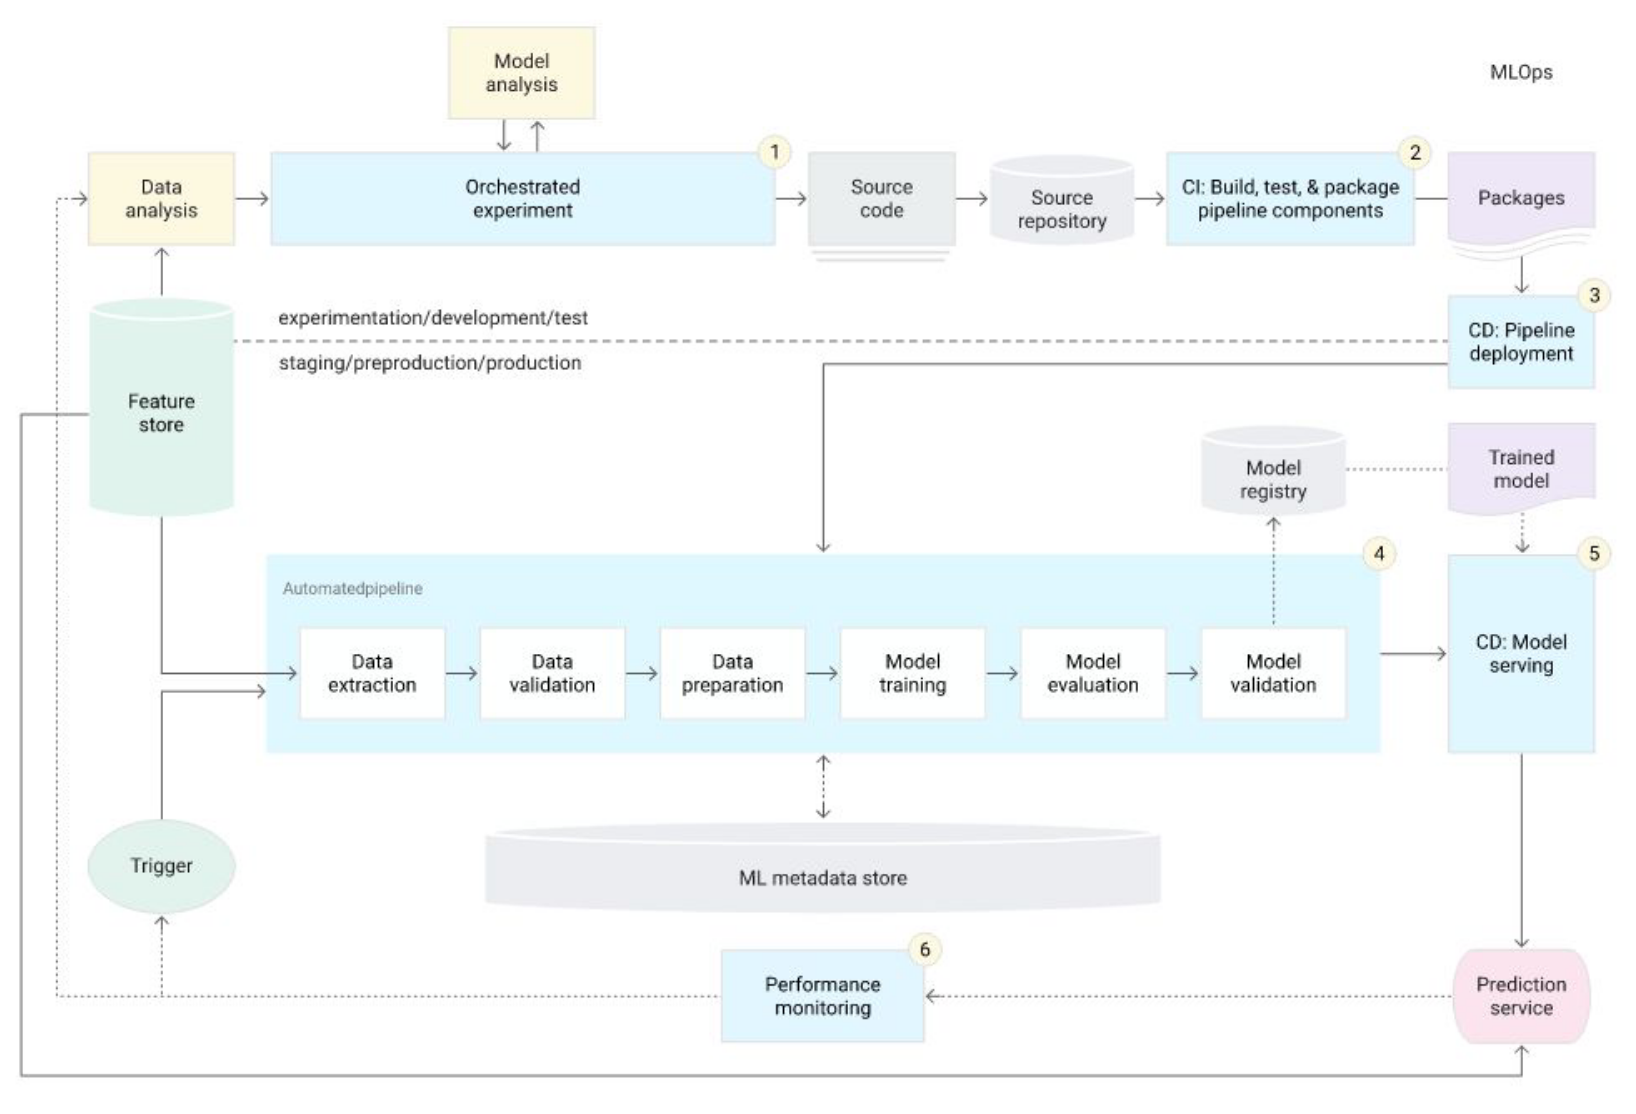 Model
analysis
MLOps
1
2
Data
analysis
Orchestrated
experiment
Source
code
Source
repository
CI: Build, test, & package
pipeline components
Packages
3
experimentation/development/test
staging/preproduction/production
CD: Pipeline
deployment
Feature
store
Model
registry
Trained
model
4
5
Automatedpipeline
Data
extraction
Data
validation
Data
preparation
Model
training
Model
evaluation
Model
validation
CD: Model
serving
Trigger
ML metadata store
6
Performance
monitoring
Prediction
service